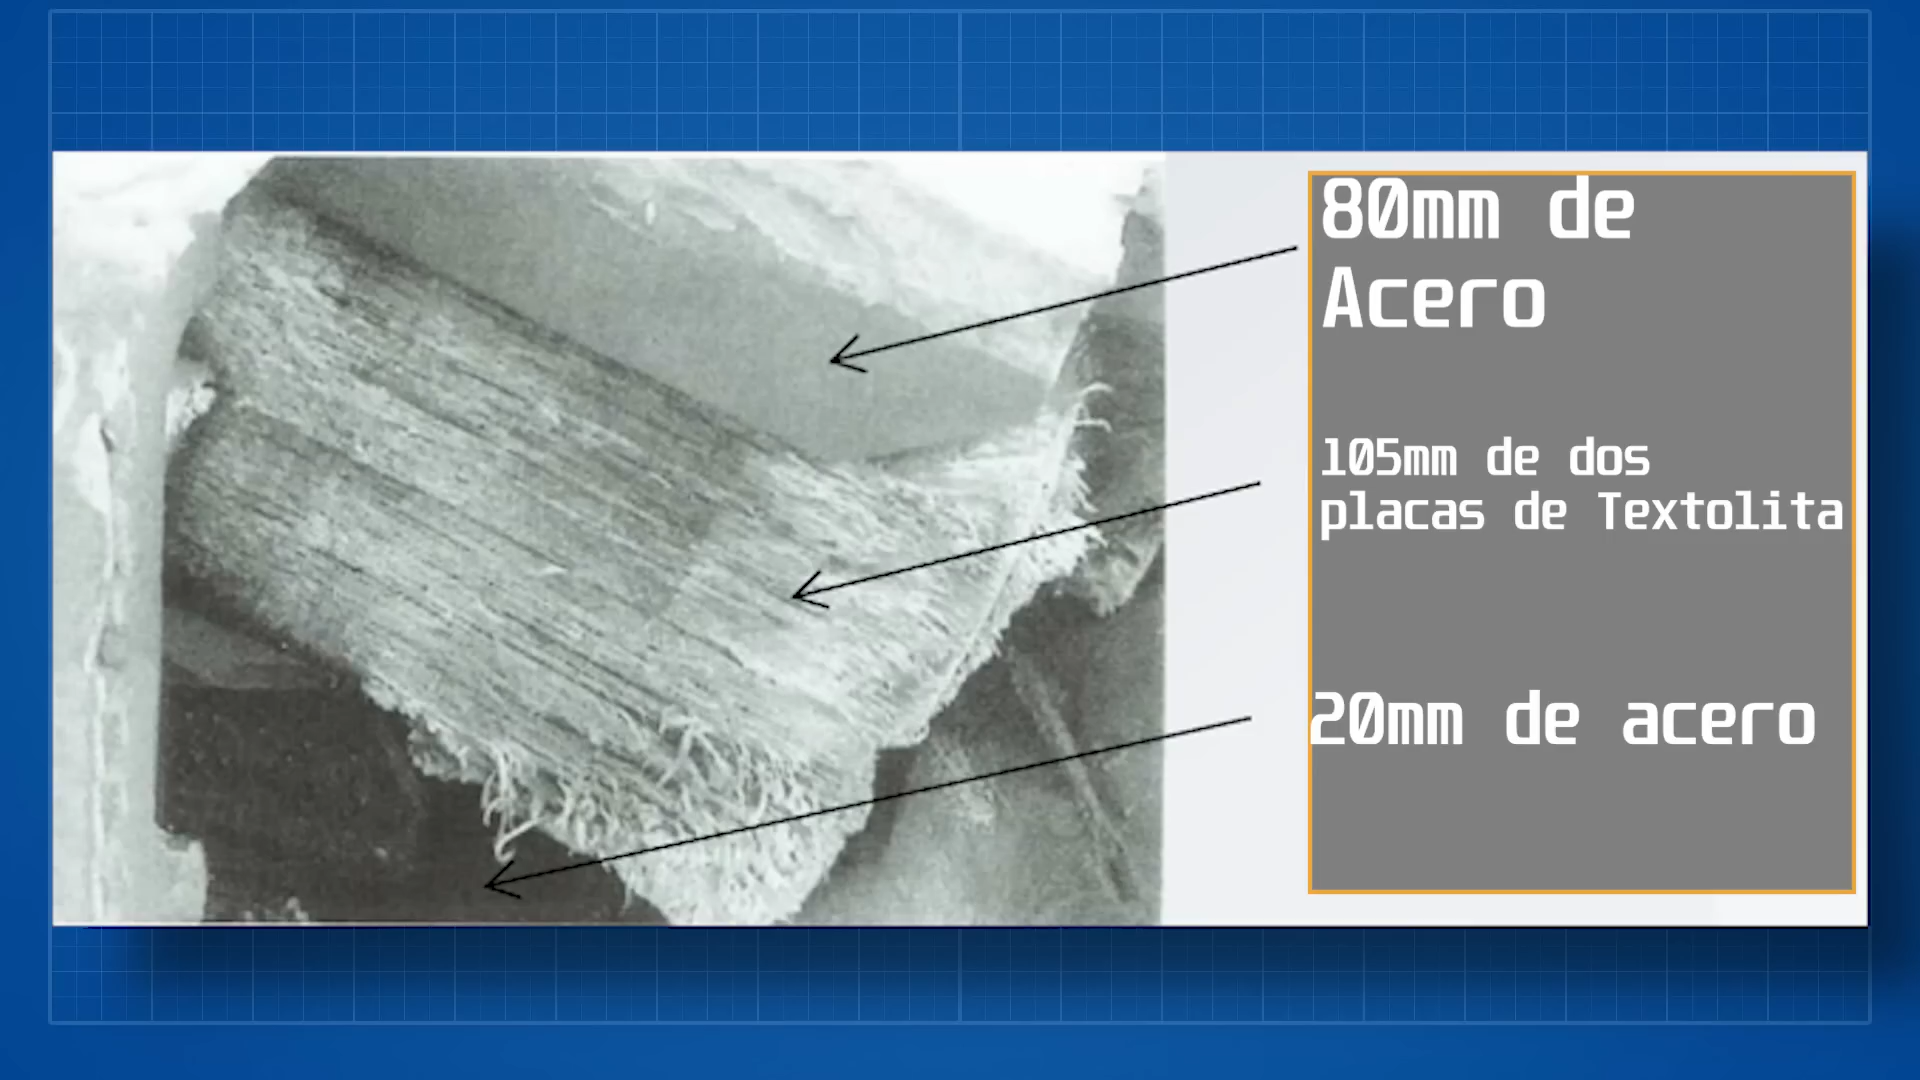 80mm de
Acero
105mm de dos
placas de Textolita
20mm de acero